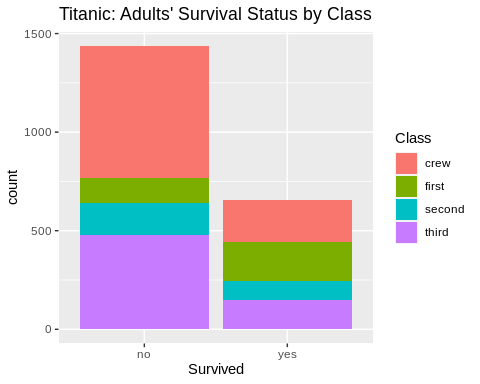 Titanic: Adults' Survival Status by Class
1500
1000
500
0
count
no yes
Survived
Class
crew
first
second
third